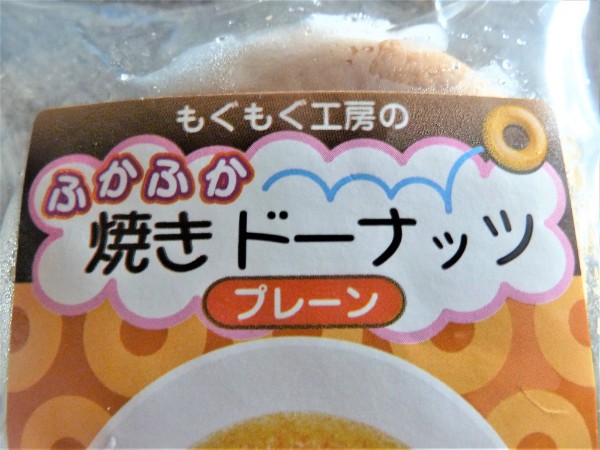 もぐもぐ工房の
ふかふか
焼きドーナッツ
プレーン